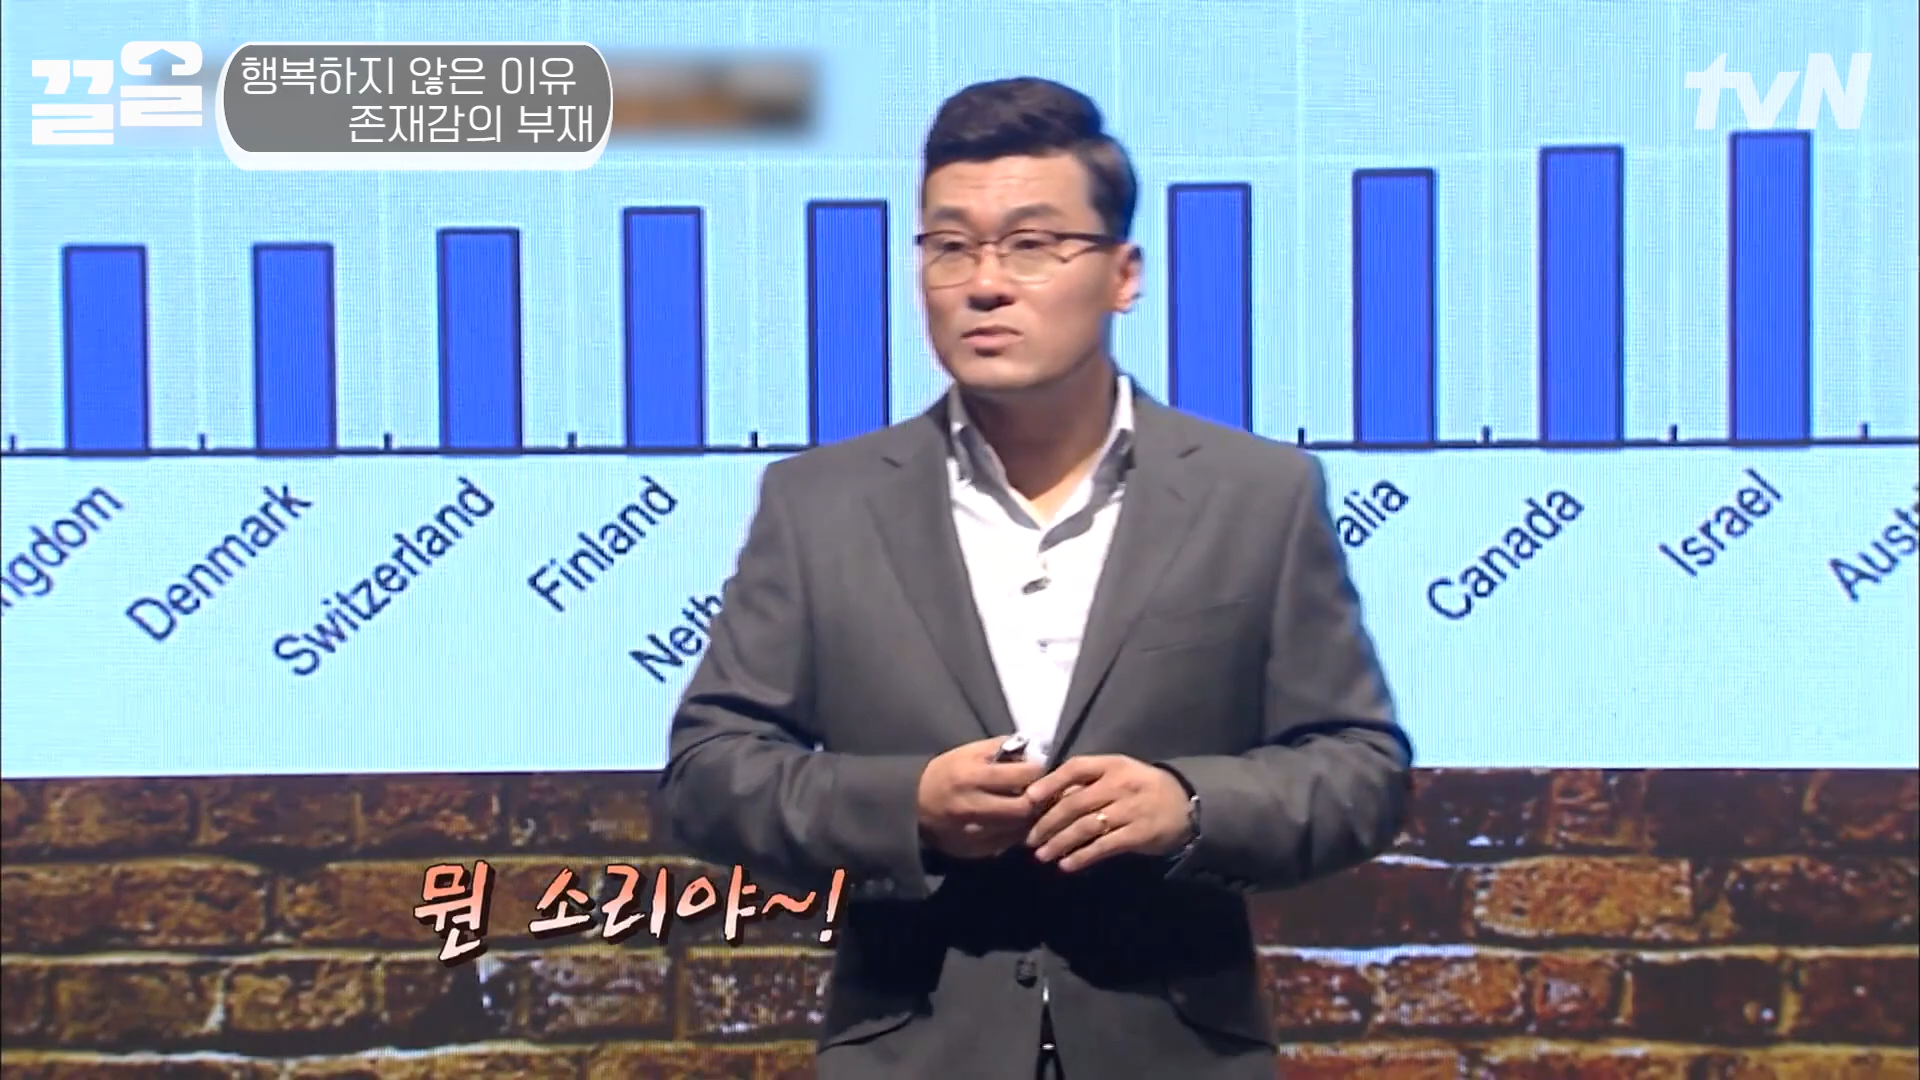 끌올
행복하지 않은 이유
존재감의 부재
tvN
ngdom
Denmark
Switzerland
Finland
Neth
alia
Canada
Israel
Aust
뭔 소리야~!